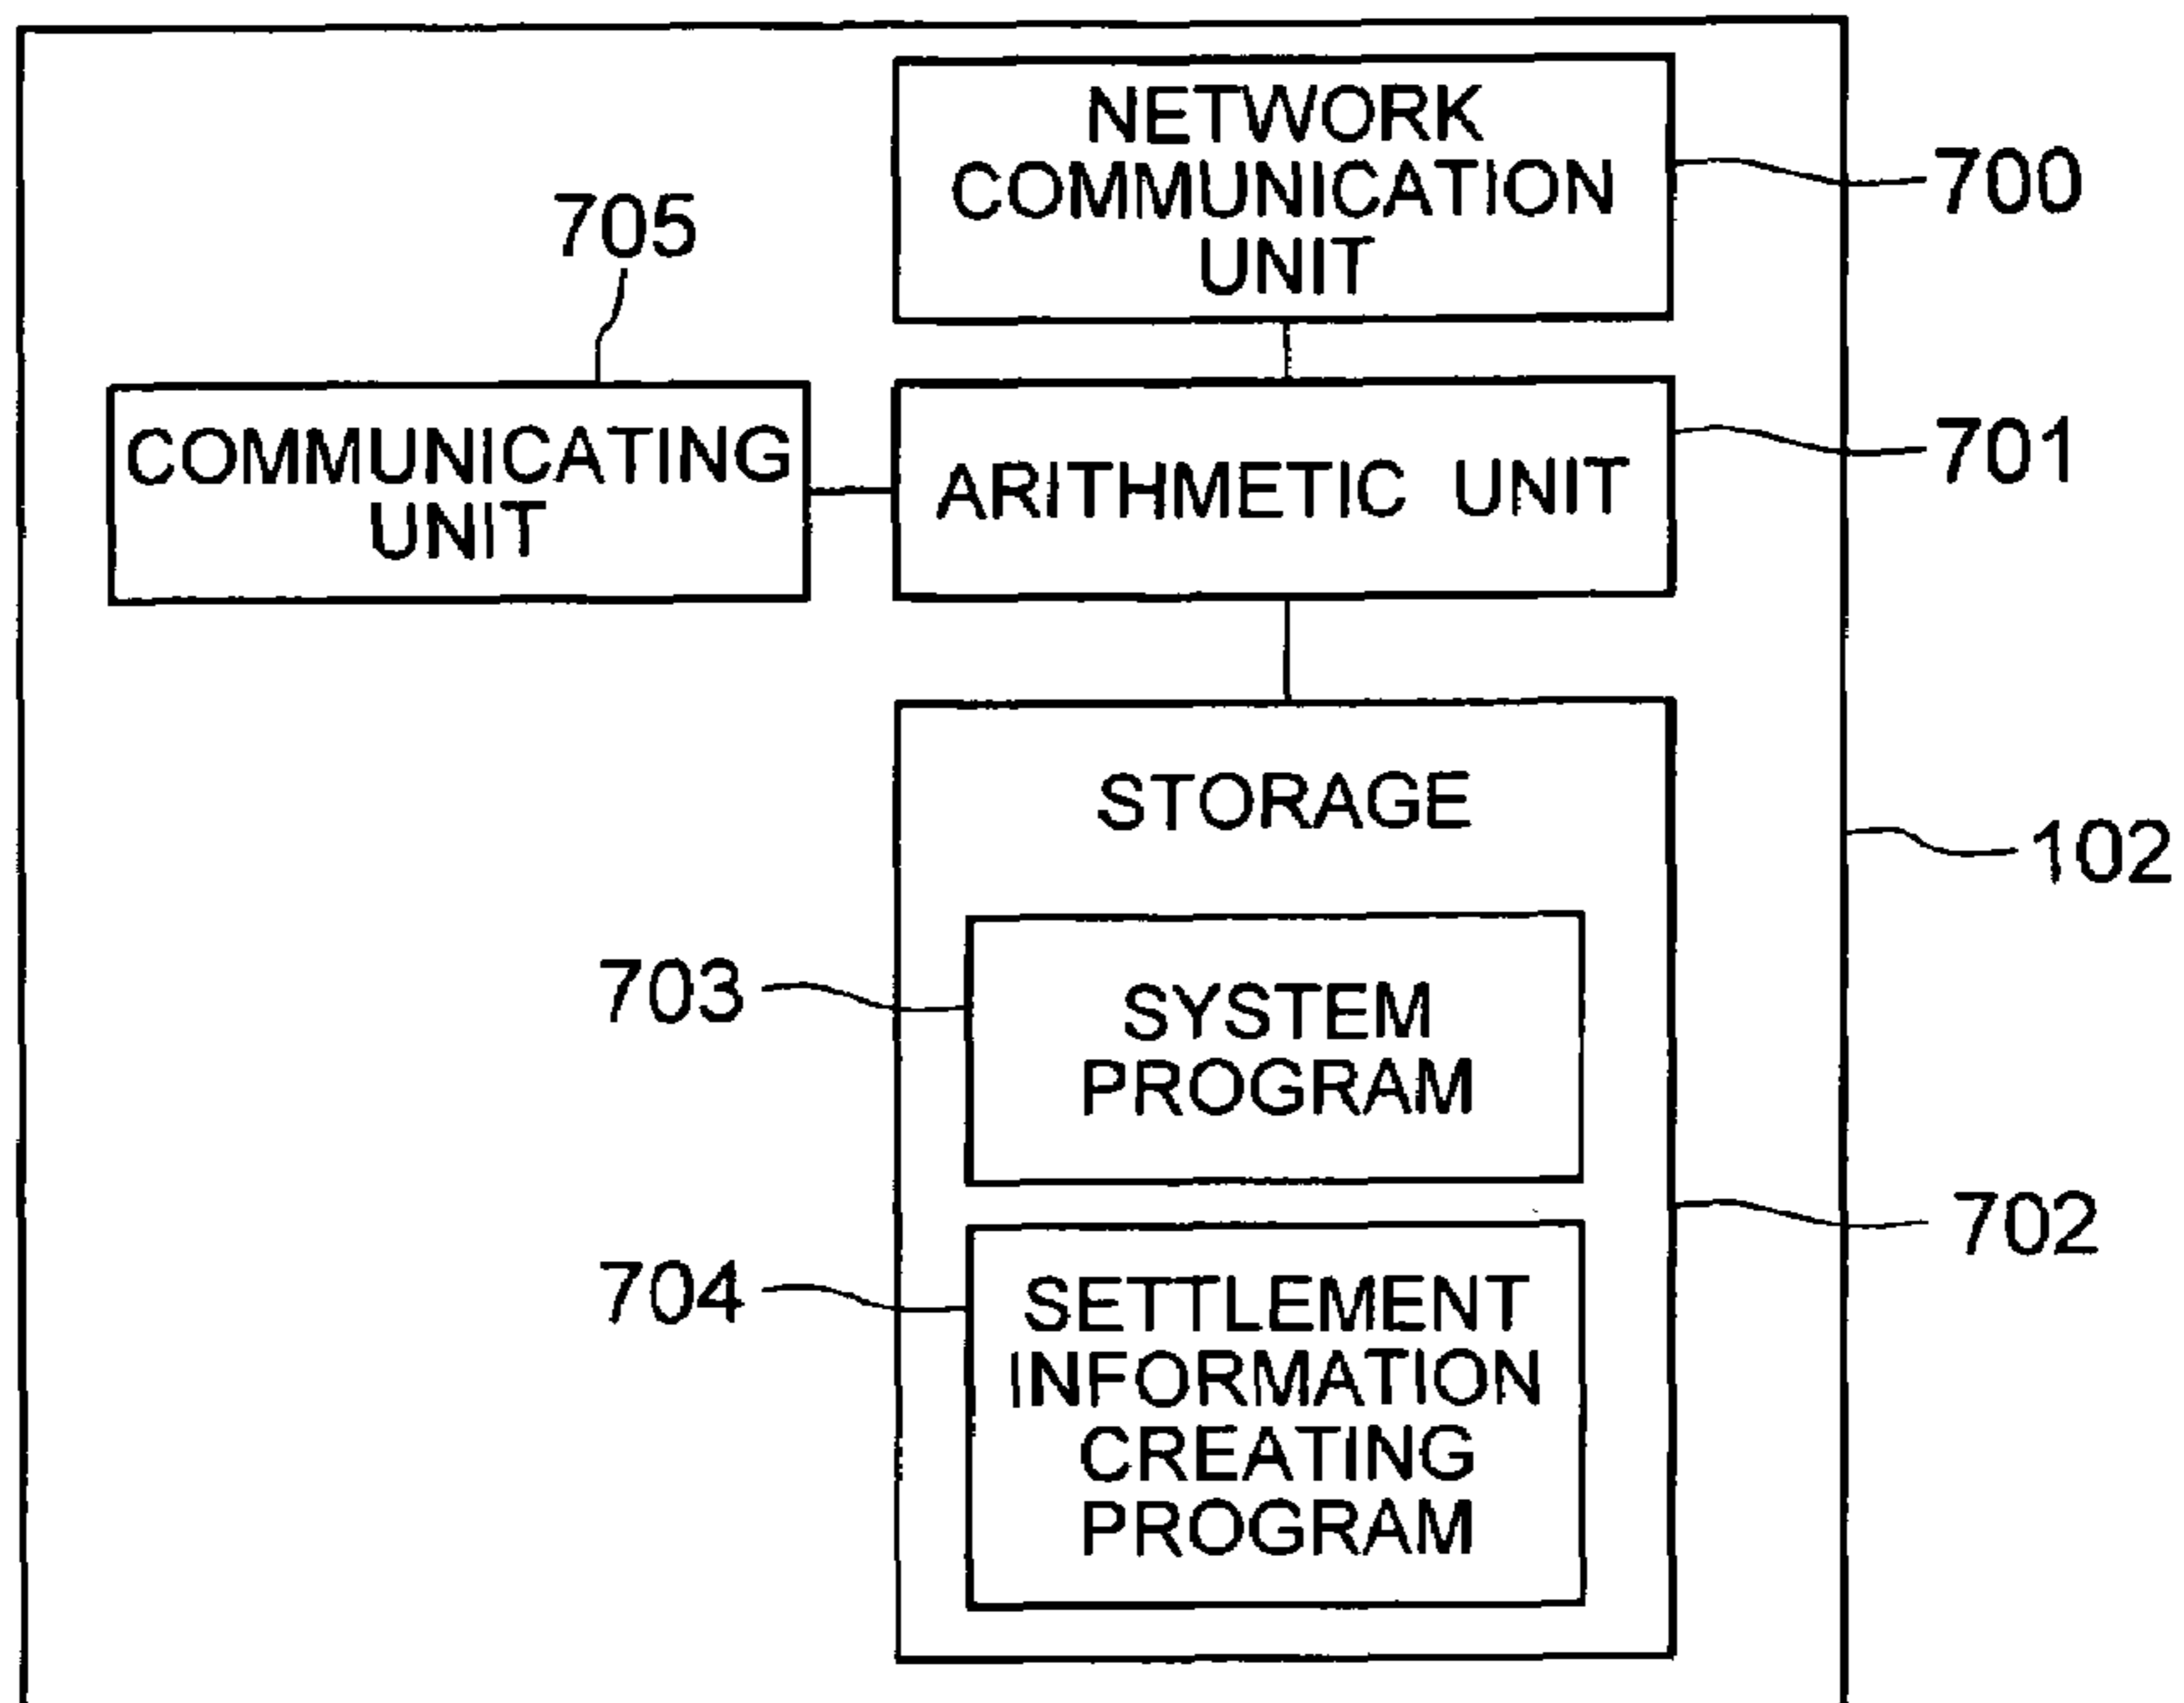 NETWORK
COMMUNICATION
UNIT
700
705
COMMUNICATING
UNIT
ARITHMETIC UNIT
701
STORAGE
102
703
SYSTEM
PROGRAM
702
704
SETTLEMENT
INFORMATION
CREATING
PROGRAM